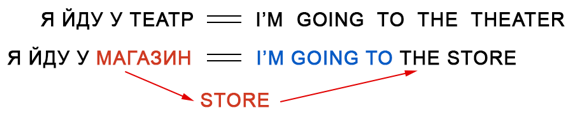 Я ЙДУ У ТЕАТР == I'M GOING TO THE THEATER
Я ЙДУ У МАГАЗИН == I'M GOING TO THE STORE
STORE